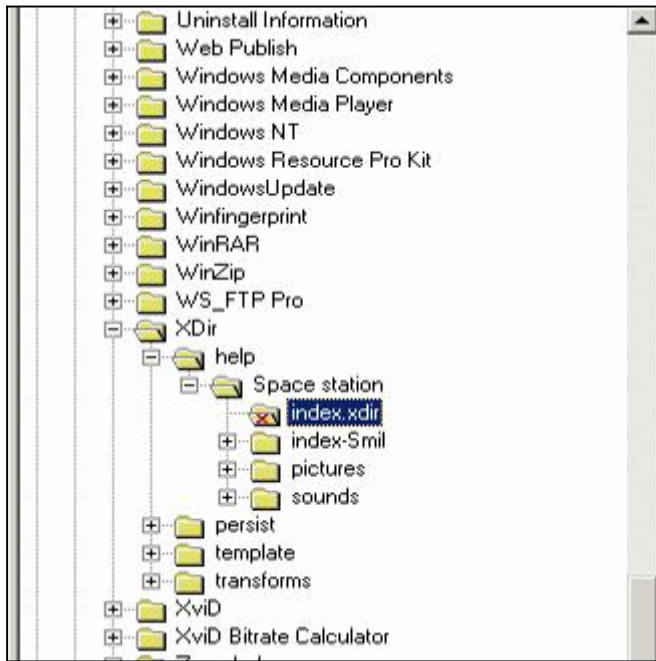 Uninstall Information
Web Publish
Windows Media Components
Windows Media Player
Windows NT
Windows Resource Pro Kit
WindowsUpdate
Winfingerprint
WinRAR
WinZip
WS_FTP Pro
XDir
help
Space station
index.xdir
index-Smil
pictures
sounds
persist
template
transforms
XviD
XviD Bitrate Calculator